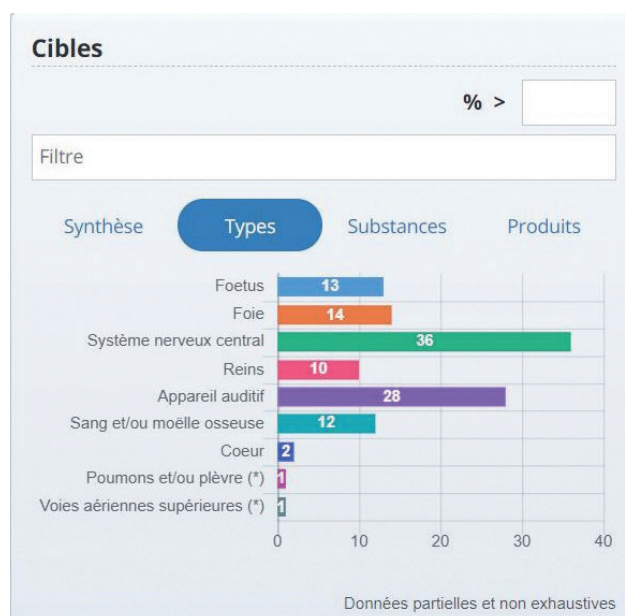 Cibles
% >
Filtre
Synthèse Types Substances Produits
Foetus 13
Foie 14
Système nerveux central 36
Reins 10
Appareil auditif 28
Sang et/ou moëlle osseuse 12
Coeur 2
Poumons et/ou plèvre (*) 1
Voies aériennes supérieures (*) 1
0 10 20 30 40
Données partielles et non exhaustives